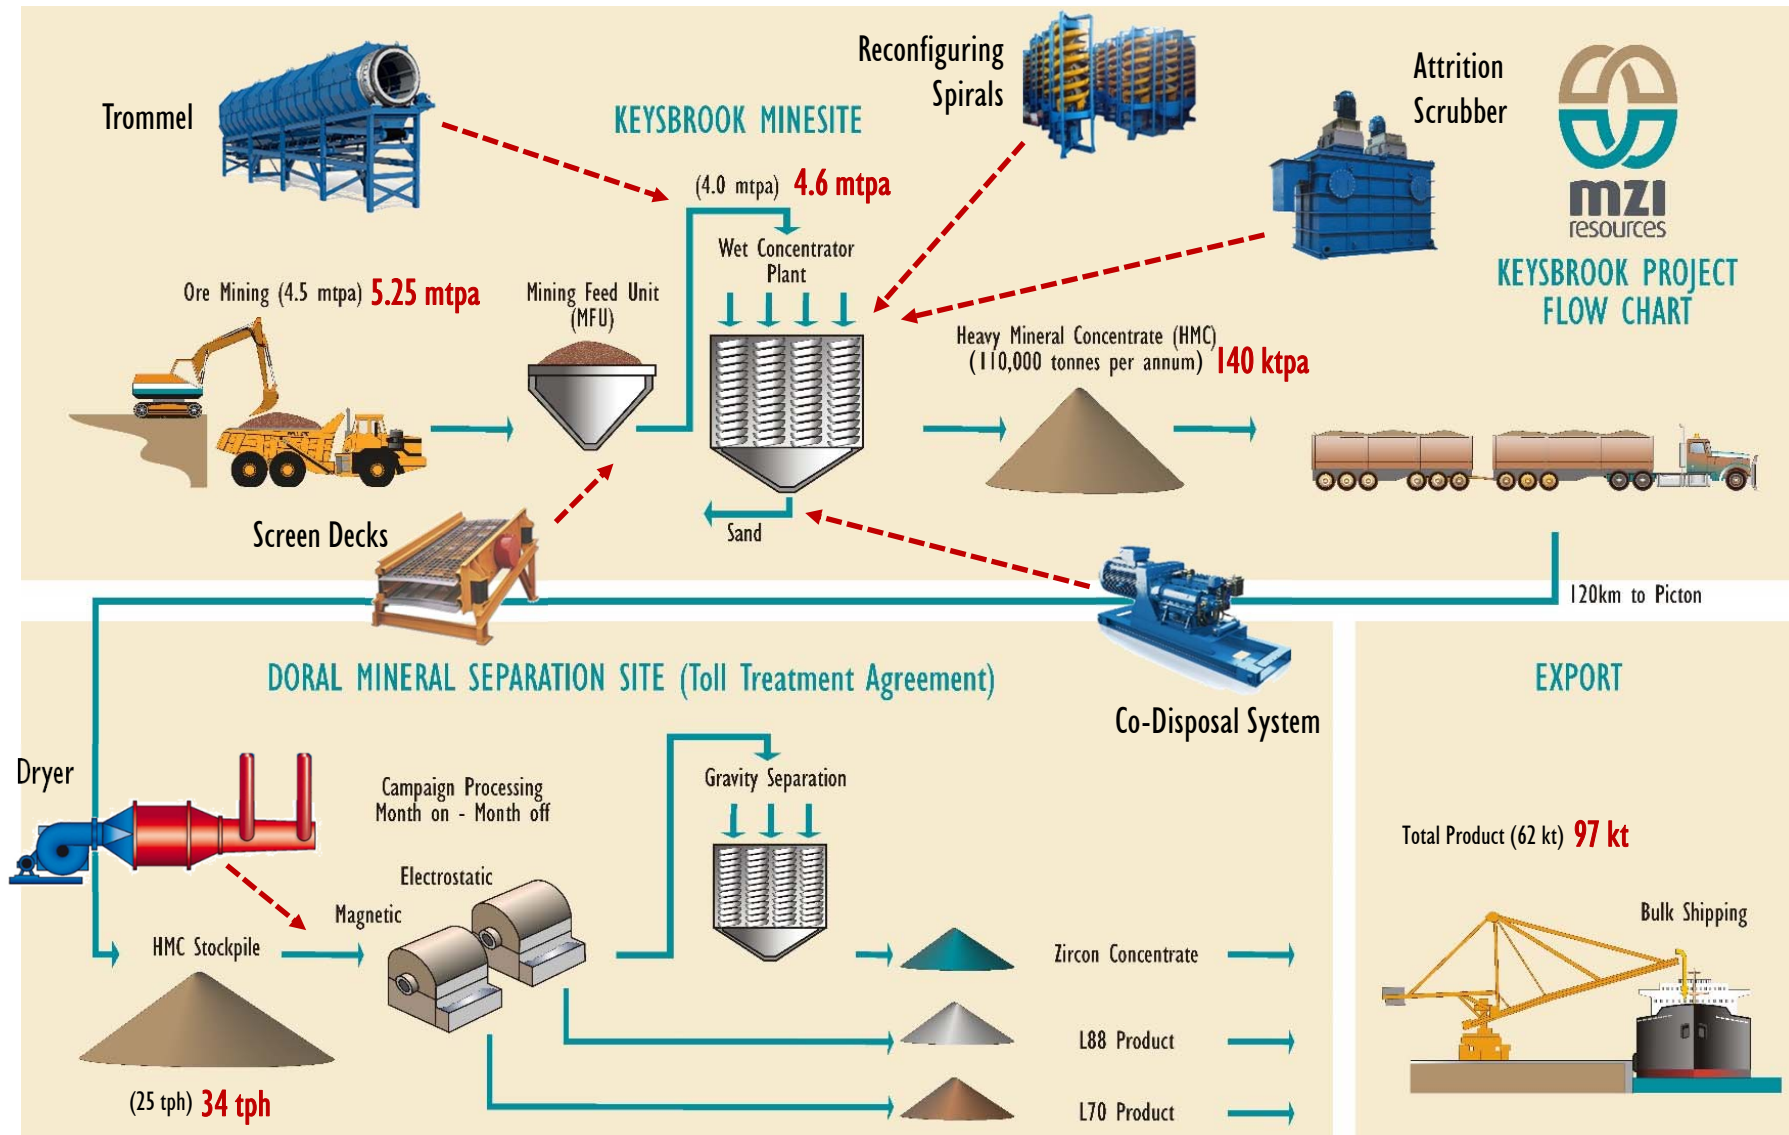 Trommel
KEYSBROOK MINESITE
Reconfiguring
Spirals
Attrition
Scrubber
mzi
resources
KEYSBROOK PROJECT
FLOW CHART
(4.0 mtpa) 4.6 mtpa
Wet Concentrator
Plant
Ore Mining (4.5 mtpa) 5.25 mtpa
Mining Feed Unit
(MFU)
Heavy Mineral Concentrate (HMC)
(110,000 tonnes per annum) 140 ktpa
Sand
Screen Decks
120km to Picton
DORAL MINERAL SEPARATION SITE (Toll Treatment Agreement)
Co-Disposal System
EXPORT
Dryer
Campaign Processing
Month on - Month off
Gravity Separation
Electrostatic
Magnetic
HMC Stockpile
(25 tph) 34 tph
Zircon Concentrate
L88 Product
L70 Product
Total Product (62 kt) 97 kt
Bulk Shipping